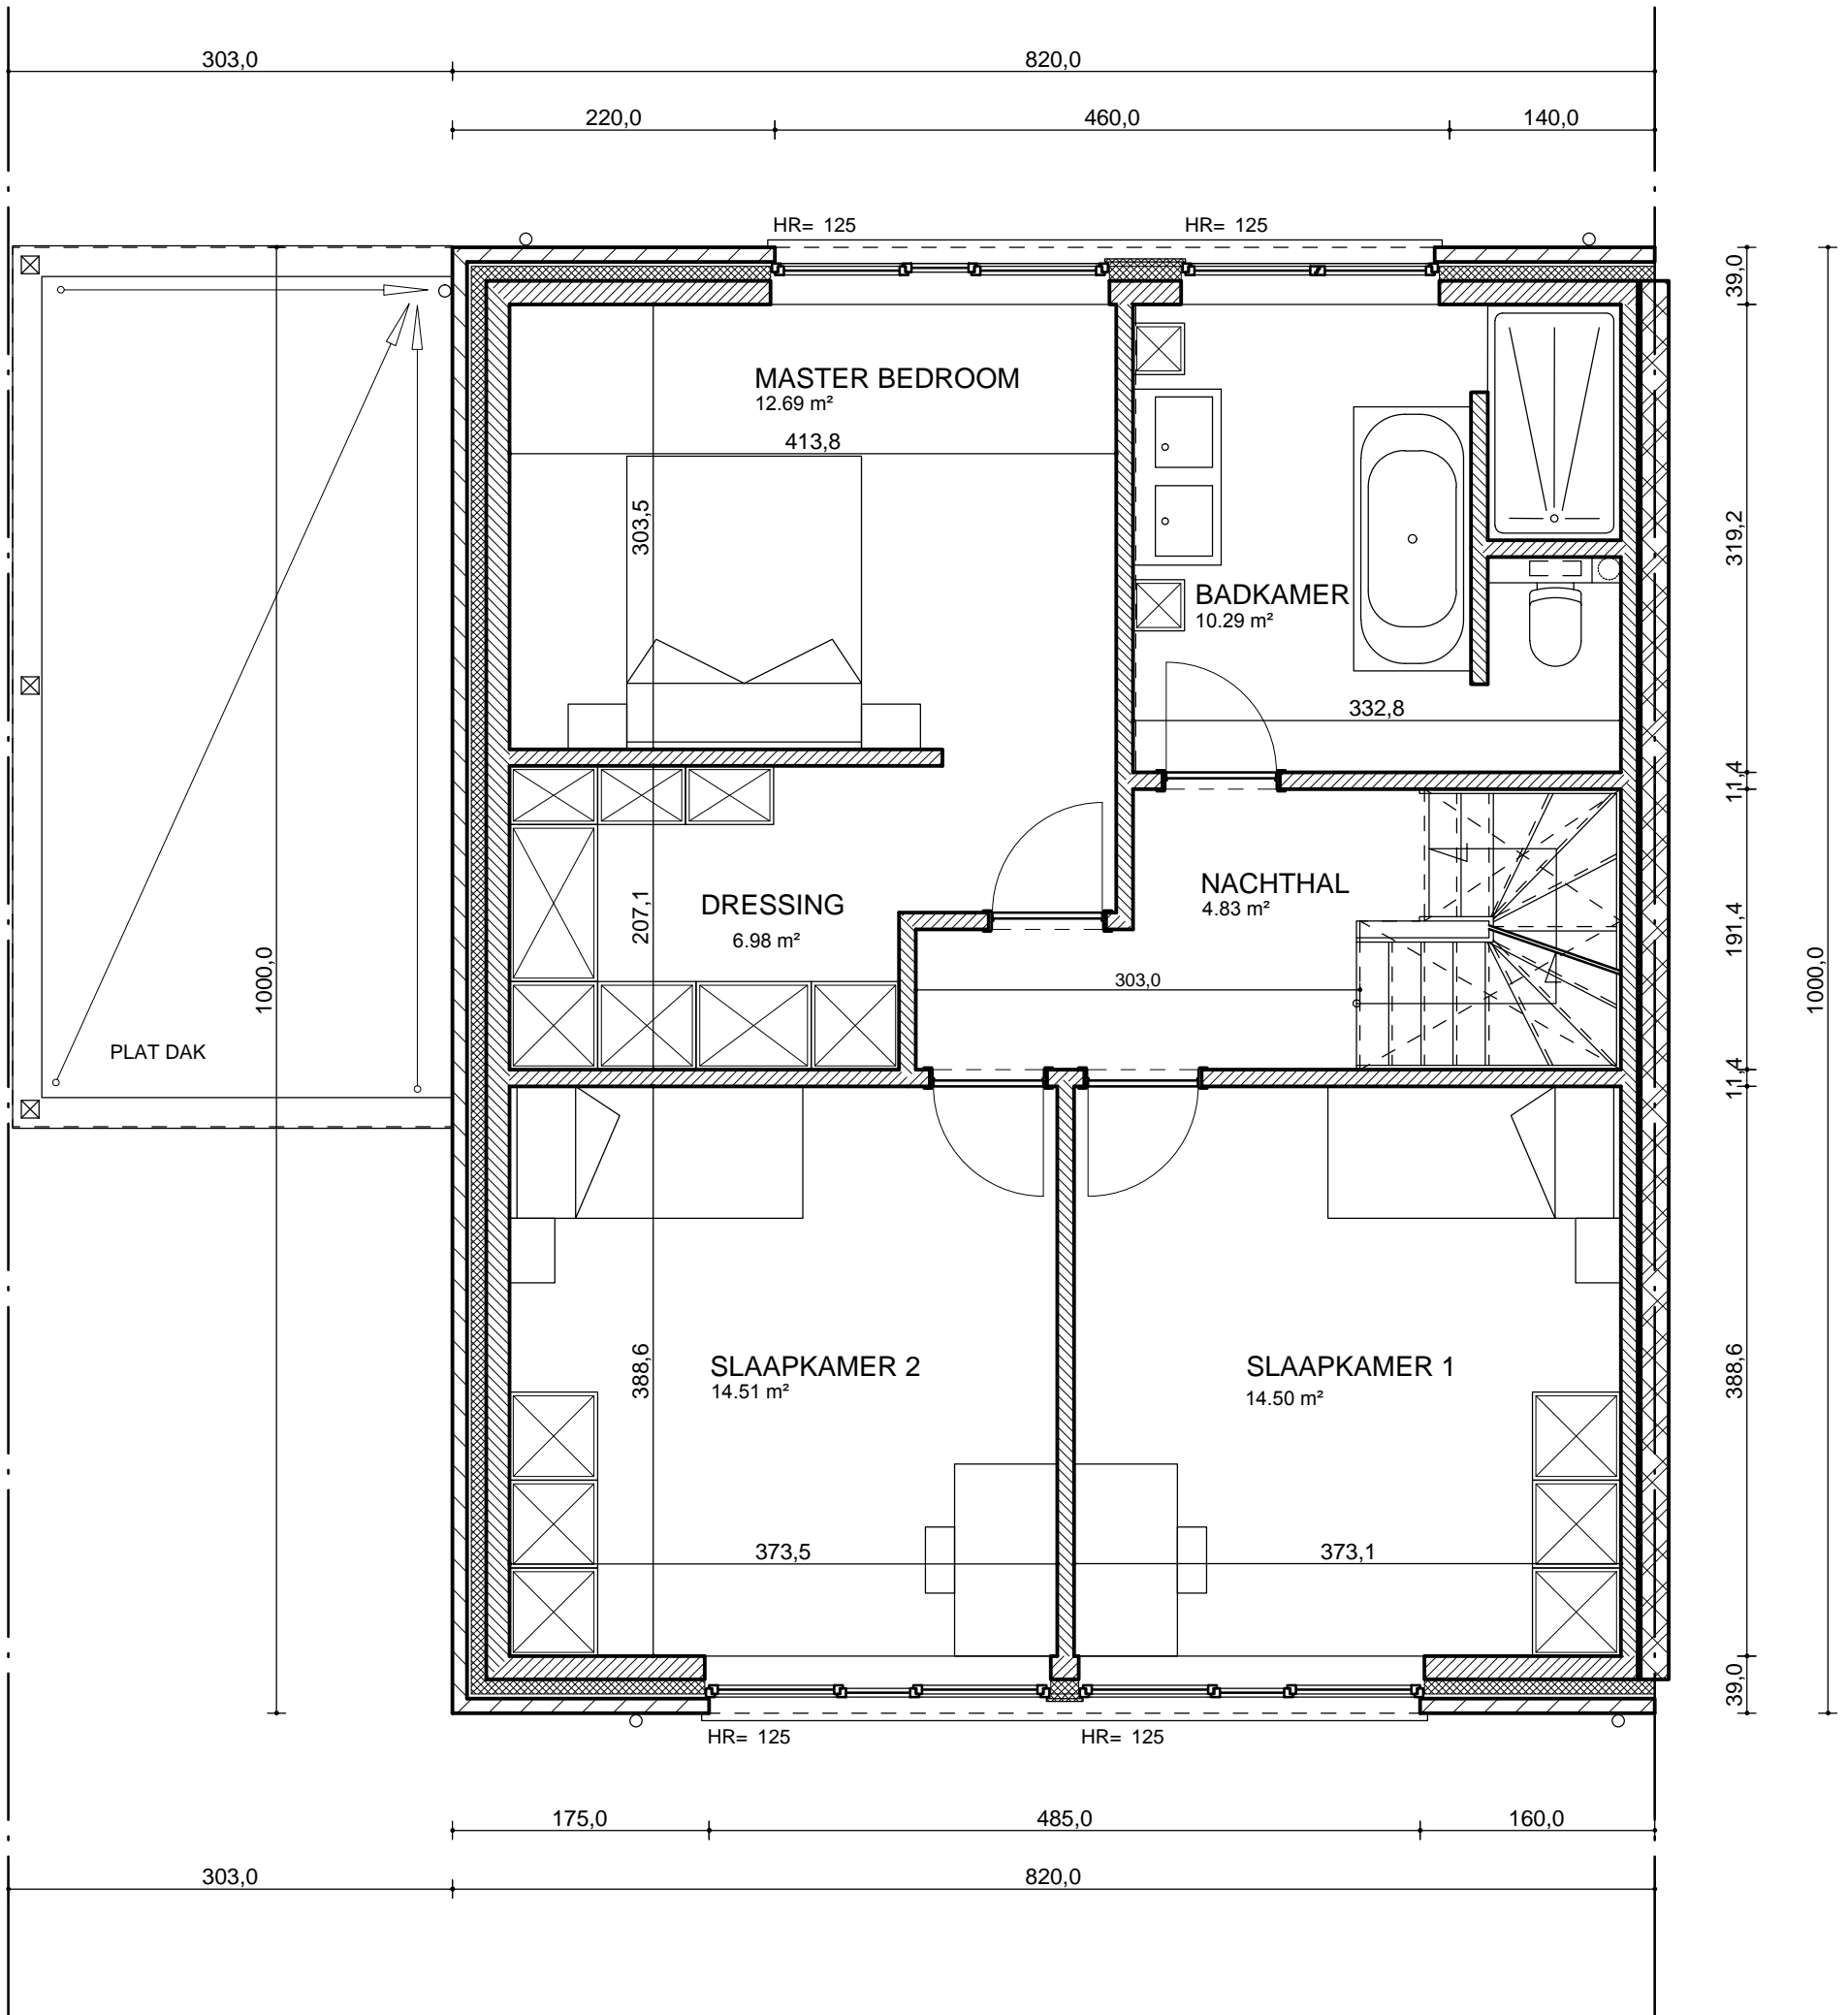 303,0
820,0
220,0
460,0
140,0
HR= 125
HR= 125
39,0
MASTER BEDROOM
12.69 m²
413,8
303,5
319,2
BADKAMER
10.29 m²
332,8
11,4
NACHTHAL
4.83 m²
DRESSING
6.98 m²
207,1
191,4
1000,0
1000,0
303,0
PLAT DAK
11,4
388,6
388,6
SLAAPKAMER 2
14.51 m²
SLAAPKAMER 1
14.50 m²
373,5
373,1
39,0
HR= 125
HR= 125
175,0
485,0
160,0
303,0
820,0